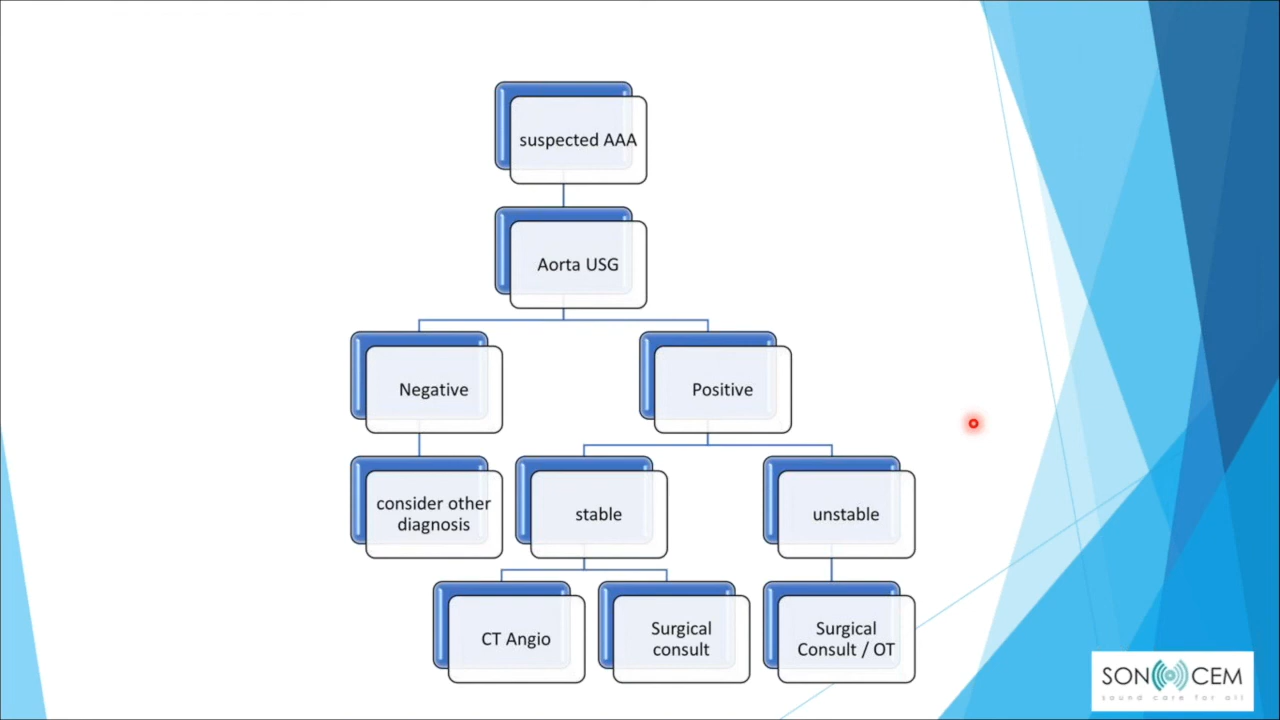 suspected AAA
Aorta USG
Negative
Positive
consider other
diagnosis
stable
unstable
CT Angio
Surgical
consult
Surgical
Consult / OT
SON CEM
sound care for all